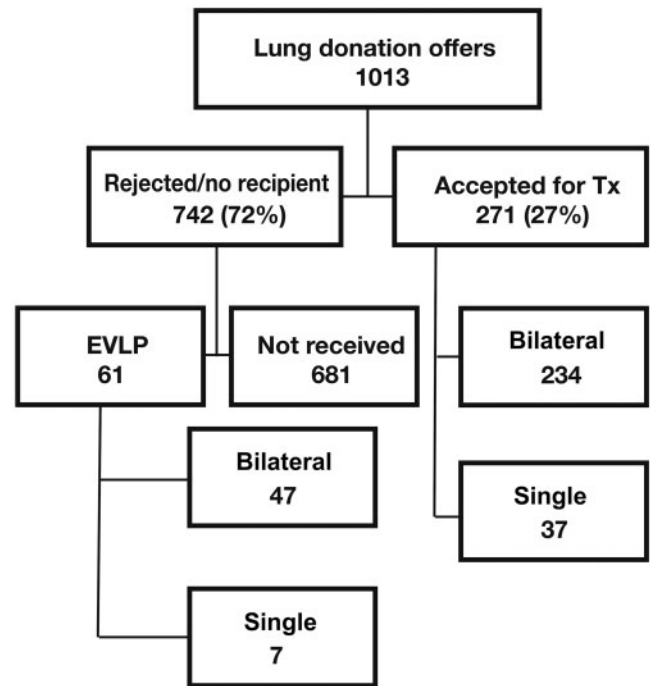 Lung donation offers
1013
Rejected/no recipient
742 (72%)
Accepted for Tx
271 (27%)
EVLP
61
Not received
681
Bilateral
234
Bilateral
47
Single
37
Single
7